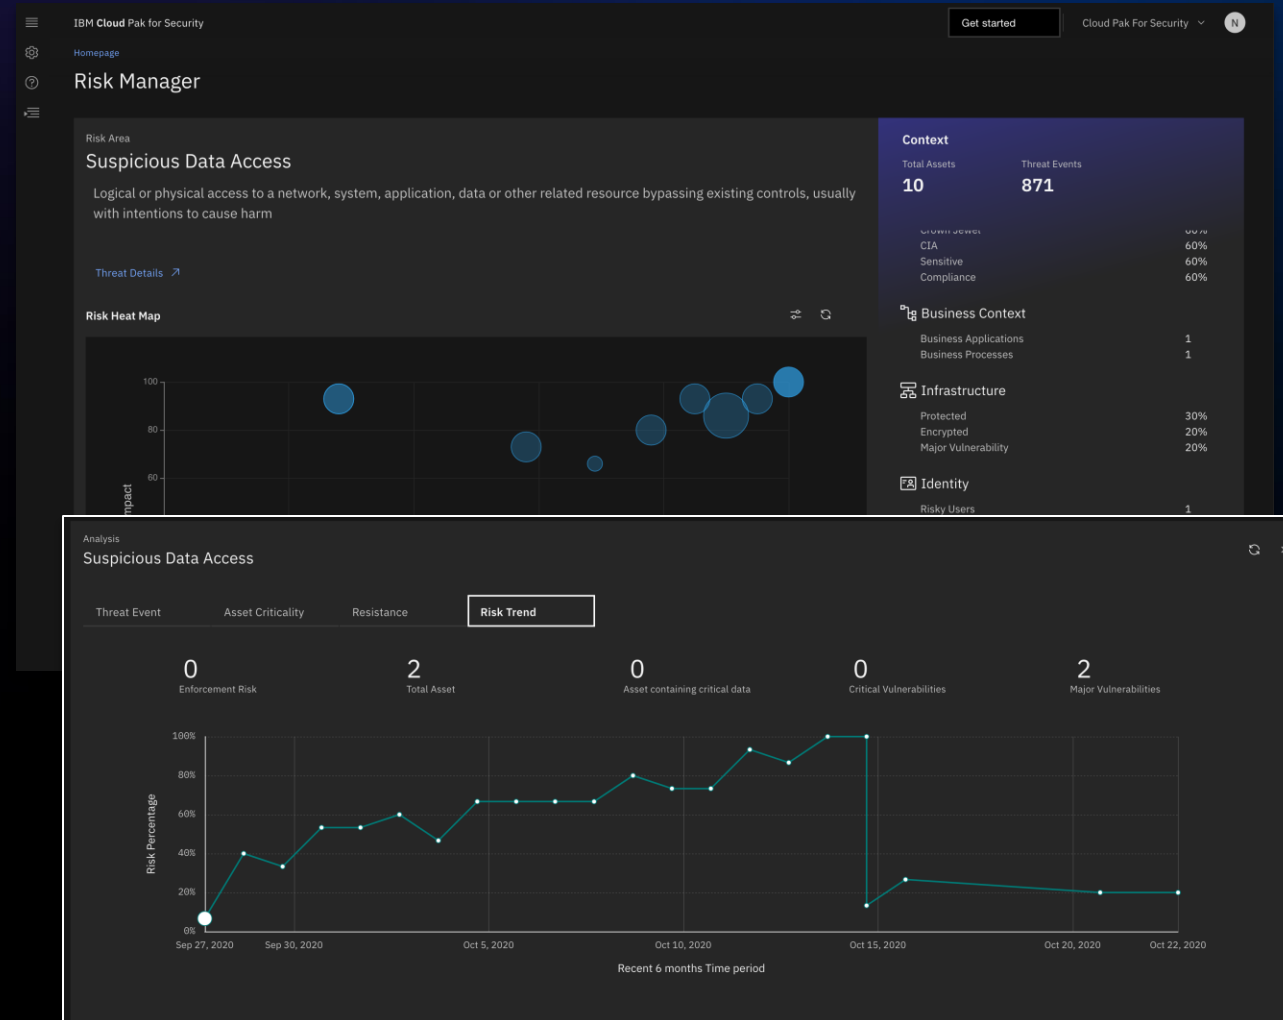 IBM Cloud Pak for Security
Get started
Cloud Pak For Security
N
Homepage
Risk Manager
Risk Area
Suspicious Data Access
Logical or physical access to a network, system, application, data or other related resource bypassing existing controls, usually
with intentions to cause harm
Threat Details
Risk Heat Map
100
80
60
Impact
Context
Total Assets Threat Events
10 871
Crown Jewel 60%
CIA 60%
Sensitive 60%
Compliance 60%
Business Context
Business Applications 1
Business Processes 1
Infrastructure
Protected 30%
Encrypted 20%
Major Vulnerability 20%
Identity
Risky Users 1
Analysis
Suspicious Data Access
Threat Event Asset Criticality Resistance Risk Trend
0 2 0 0 2
Enforcement Risk Total Asset Asset containing critical data Critical Vulnerabilities Major Vulnerabilities
100%
80%
60%
40%
20%
0%
Risk Percentage
Sep 27, 2020 Sep 30, 2020 Oct 5, 2020 Oct 10, 2020 Oct 15, 2020 Oct 20, 2020 Oct 22, 2020
Recent 6 months Time period